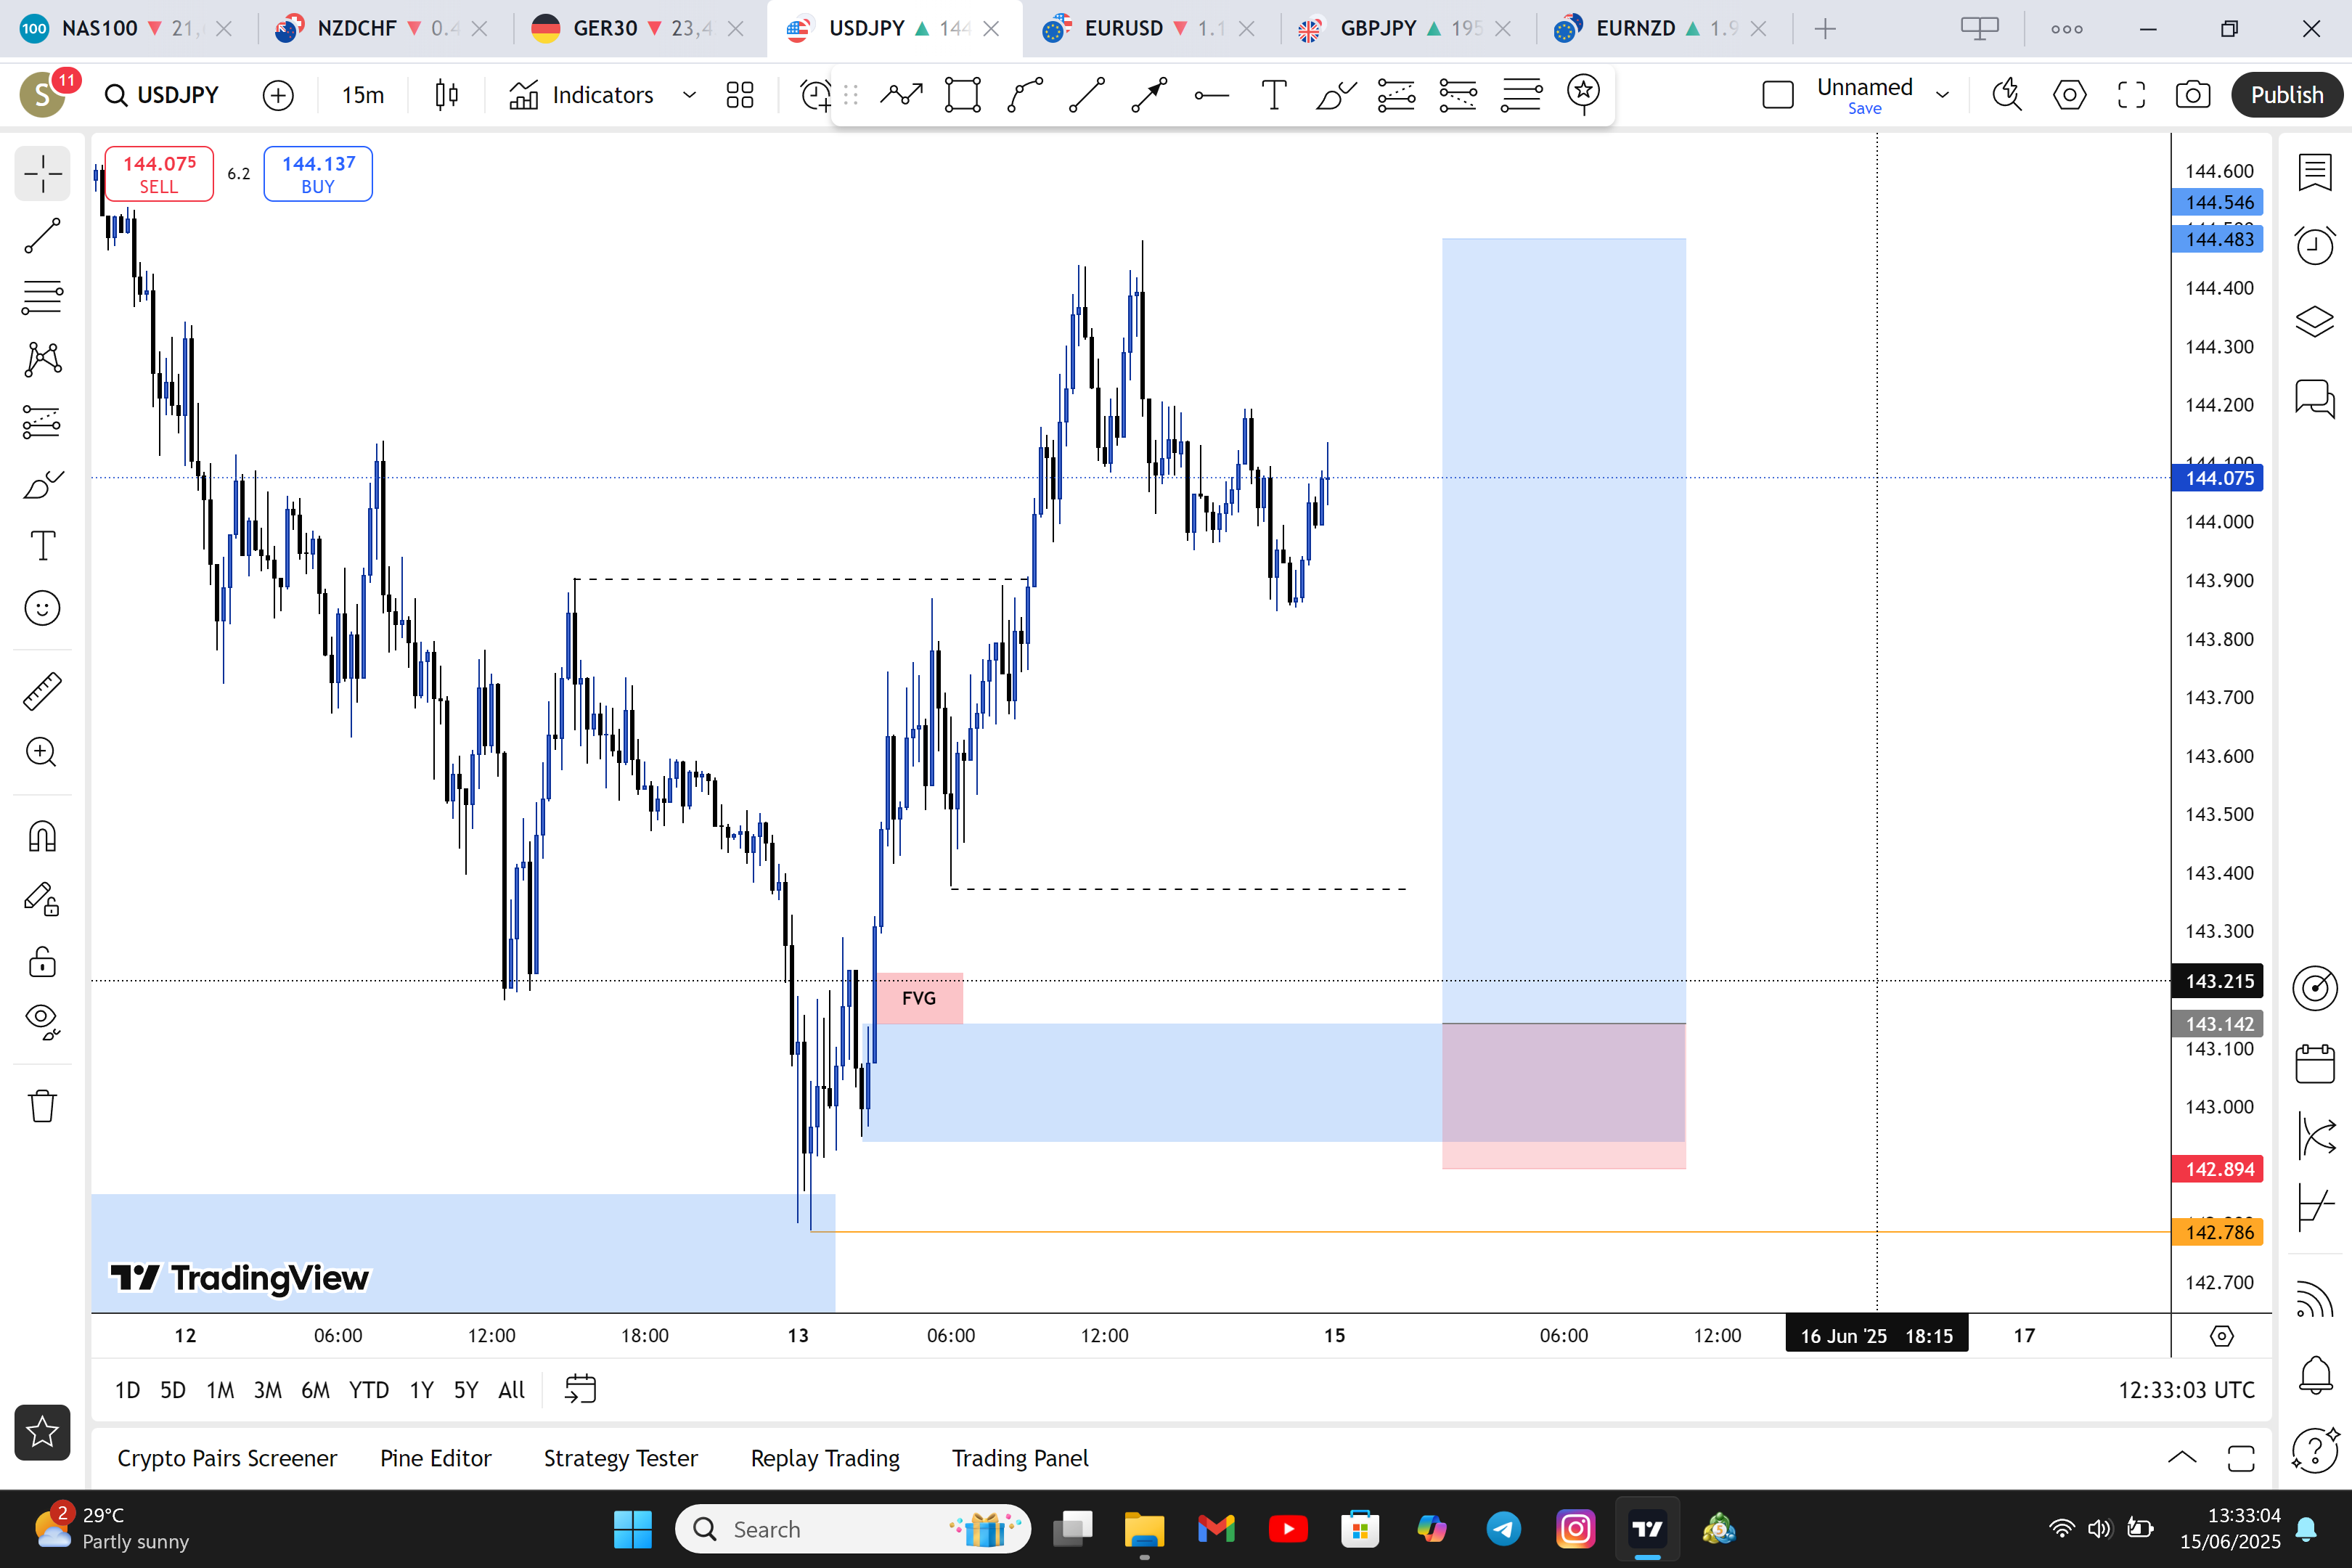 NAS100 21,
NZDCHF 0.4
GER30 23,4
USDJPY 144
EURUSD 1.1
GBPJPY 195
EURNZD 1.9
S 11
USDJPY
15m
Indicators
Unnamed
Save
Publish
144.075
SELL
6.2
144.137
BUY
144.600
144.546
144.483
144.400
144.300
144.200
144.100
144.075
144.000
143.900
143.800
143.700
143.600
143.500
143.400
143.300
143.215
143.142
143.100
143.000
142.894
142.786
142.700
FVG
TradingView
12 06:00 12:00 18:00 13 06:00 12:00 15 06:00 12:00 16 Jun '25 18:15 17
1D 5D 1M 3M 6M YTD 1Y 5Y All
12:33:03 UTC
Crypto Pairs Screener Pine Editor Strategy Tester Replay Trading Trading Panel
2
29°C
Partly sunny
Search
13:33:04
15/06/2025